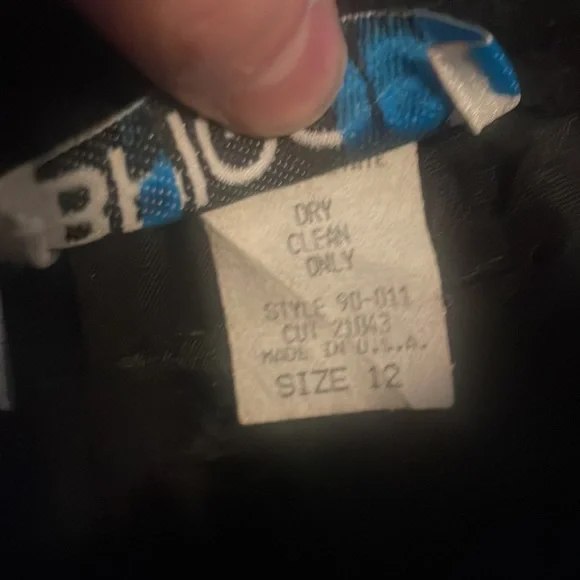 DRY
CLEAN
ONLY
STYLE 90-011
CUT 21043
MADE IN U.S.A.
SIZE 12